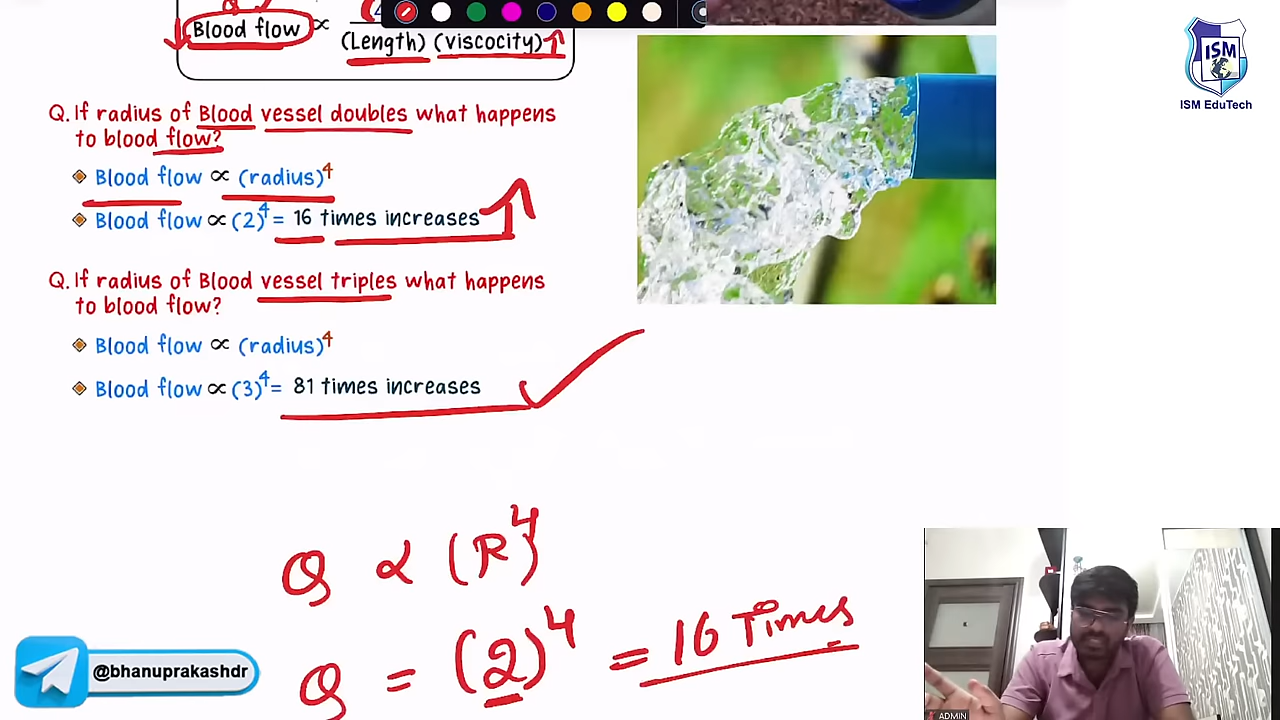 Blood flow ∝
(Length) (viscocity)↑
ISM
ISM EduTech
Q. If radius of Blood vessel doubles what happens
to blood flow?
Blood flow ∝ (radius)⁴
Blood flow ∝ (2)⁴ = 16 times increases
Q. If radius of Blood vessel triples what happens
to blood flow?
Blood flow ∝ (radius)⁴
Blood flow ∝ (3)⁴ = 81 times increases
Q ∝ (R)⁴
Q = (2)⁴ = 16 Times
@bhanuprakashdr
ADMIN